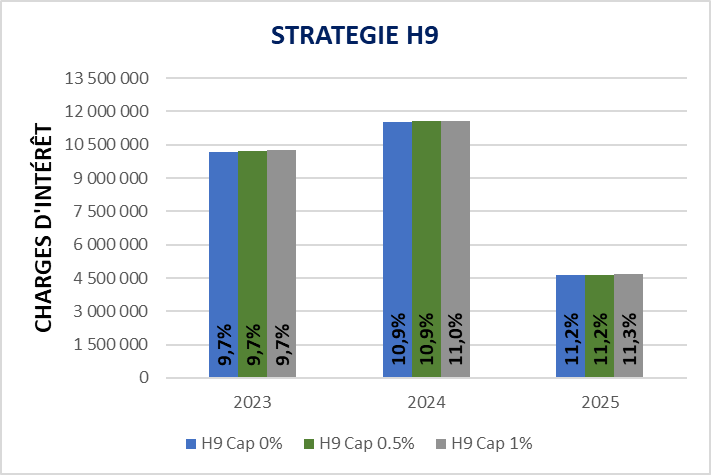 STRATEGIE H9
CHARGES D'INTÉRÊT
13 500 000
12 000 000
10 500 000
9 000 000
7 500 000
6 000 000
4 500 000
3 000 000
1 500 000
0
9,7% 9,7% 9,7%
10,9% 10,9% 11,0%
11,2% 11,2% 11,3%
2023 2024 2025
H9 Cap 0% H9 Cap 0.5% H9 Cap 1%